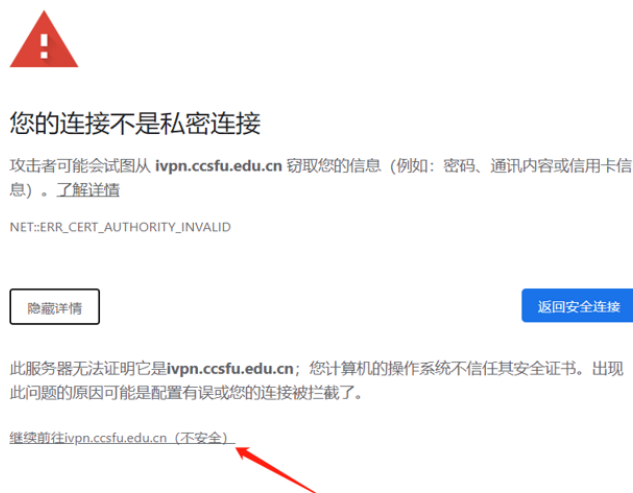 您的连接不是私密连接
攻击者可能会试图从 ivpn.ccsfu.edu.cn 窃取您的信息（例如：密码、通讯内容或信用卡信
息）。了解详情
NET::ERR_CERT_AUTHORITY_INVALID
隐藏详情
返回安全连接
此服务器无法证明它是ivpn.ccsfu.edu.cn；您计算机的操作系统不信任其安全证书。出现
此问题的原因可能是配置有误或您的连接被拦截了。
继续前往ivpn.ccsfu.edu.cn（不安全）